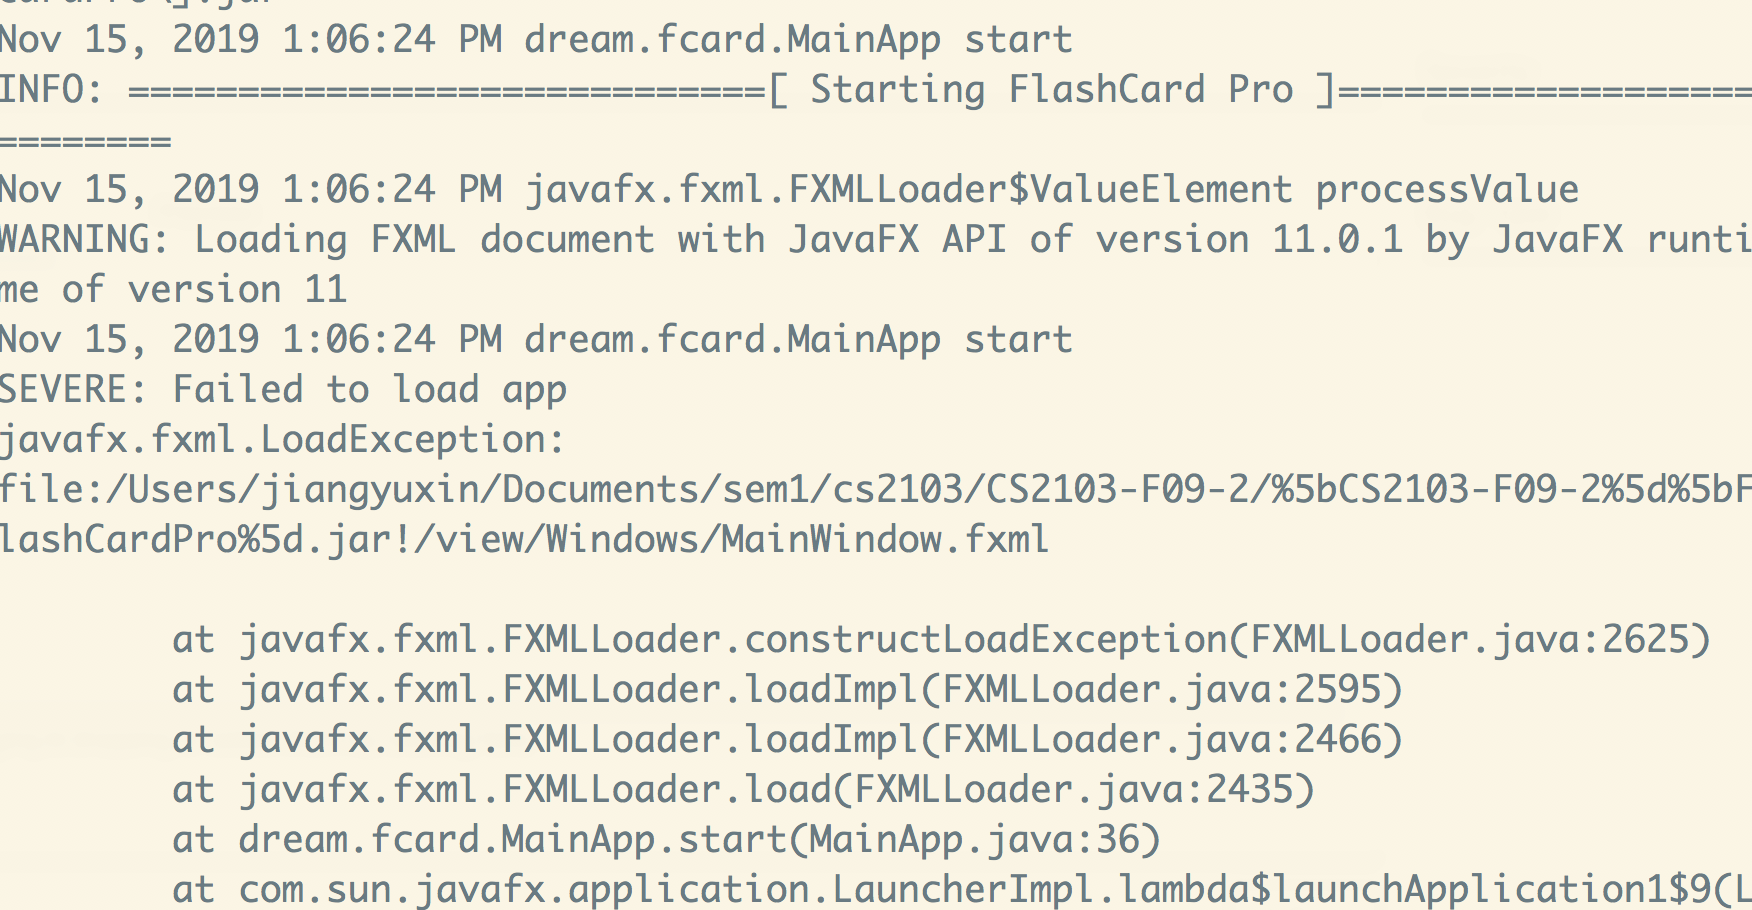 cardPro\].jar
Nov 15, 2019 1:06:24 PM dream.fcard.MainApp start
INFO: =============================[ Starting FlashCard Pro ]===================
========
Nov 15, 2019 1:06:24 PM javafx.fxml.FXMLLoader$ValueElement processValue
WARNING: Loading FXML document with JavaFX API of version 11.0.1 by JavaFX runti
me of version 11
Nov 15, 2019 1:06:24 PM dream.fcard.MainApp start
SEVERE: Failed to load app
javafx.fxml.LoadException:
file:/Users/jiangyuxin/Documents/sem1/cs2103/CS2103-F09-2/%5bCS2103-F09-2%5d%5bF
lashCardPro%5d.jar!/view/Windows/MainWindow.fxml
at javafx.fxml.FXMLLoader.constructLoadException(FXMLLoader.java:2625)
at javafx.fxml.FXMLLoader.loadImpl(FXMLLoader.java:2595)
at javafx.fxml.FXMLLoader.loadImpl(FXMLLoader.java:2466)
at javafx.fxml.FXMLLoader.load(FXMLLoader.java:2435)
at dream.fcard.MainApp.start(MainApp.java:36)
at com.sun.javafx.application.LauncherImpl.lambda$launchApplication1$9(L